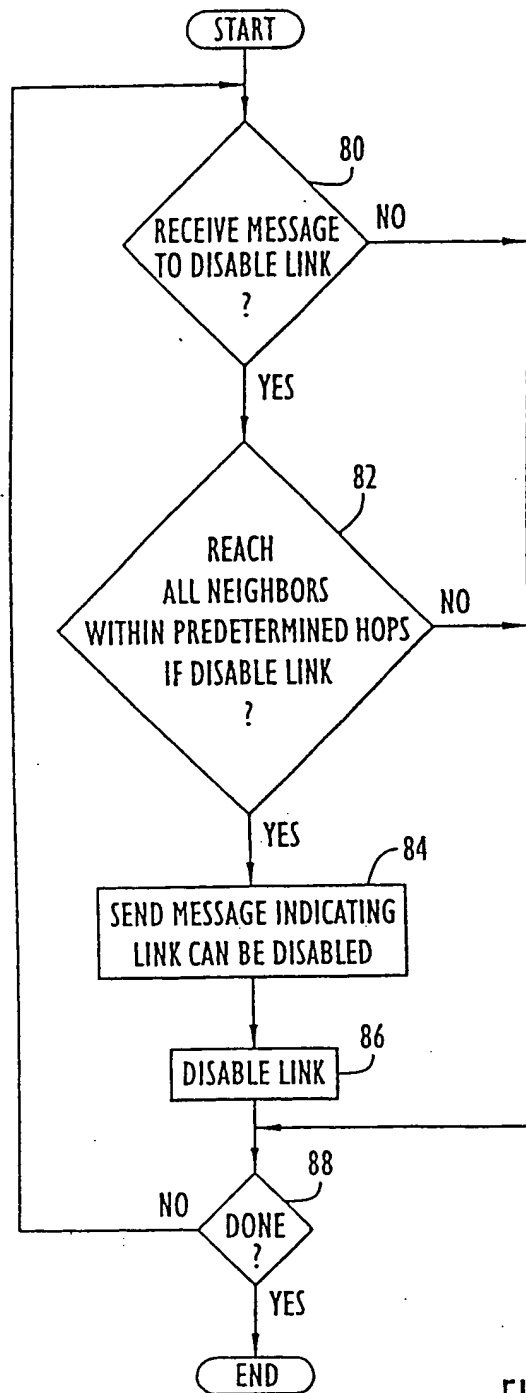 START
80
RECEIVE MESSAGE
TO DISABLE LINK
?
NO
YES
82
REACH
ALL NEIGHBORS
WITHIN PREDETERMINED HOPS
IF DISABLE LINK
?
NO
YES
84
SEND MESSAGE INDICATING
LINK CAN BE DISABLED
86
DISABLE LINK
88
NO
DONE
?
YES
END